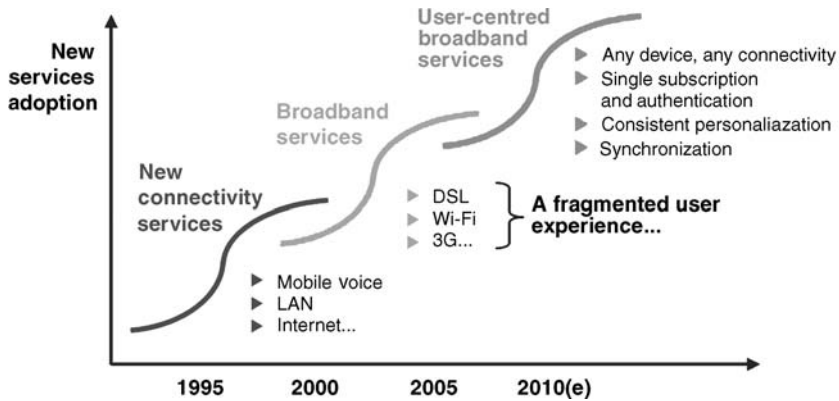 New
services
adoption
New
connectivity
services
Mobile voice
LAN
Internet...
Broadband
services
DSL
Wi-Fi
3G...
A fragmented user
experience...
User-centred
broadband
services
Any device, any connectivity
Single subscription
and authentication
Consistent personaliazation
Synchronization
1995 2000 2005 2010(e)